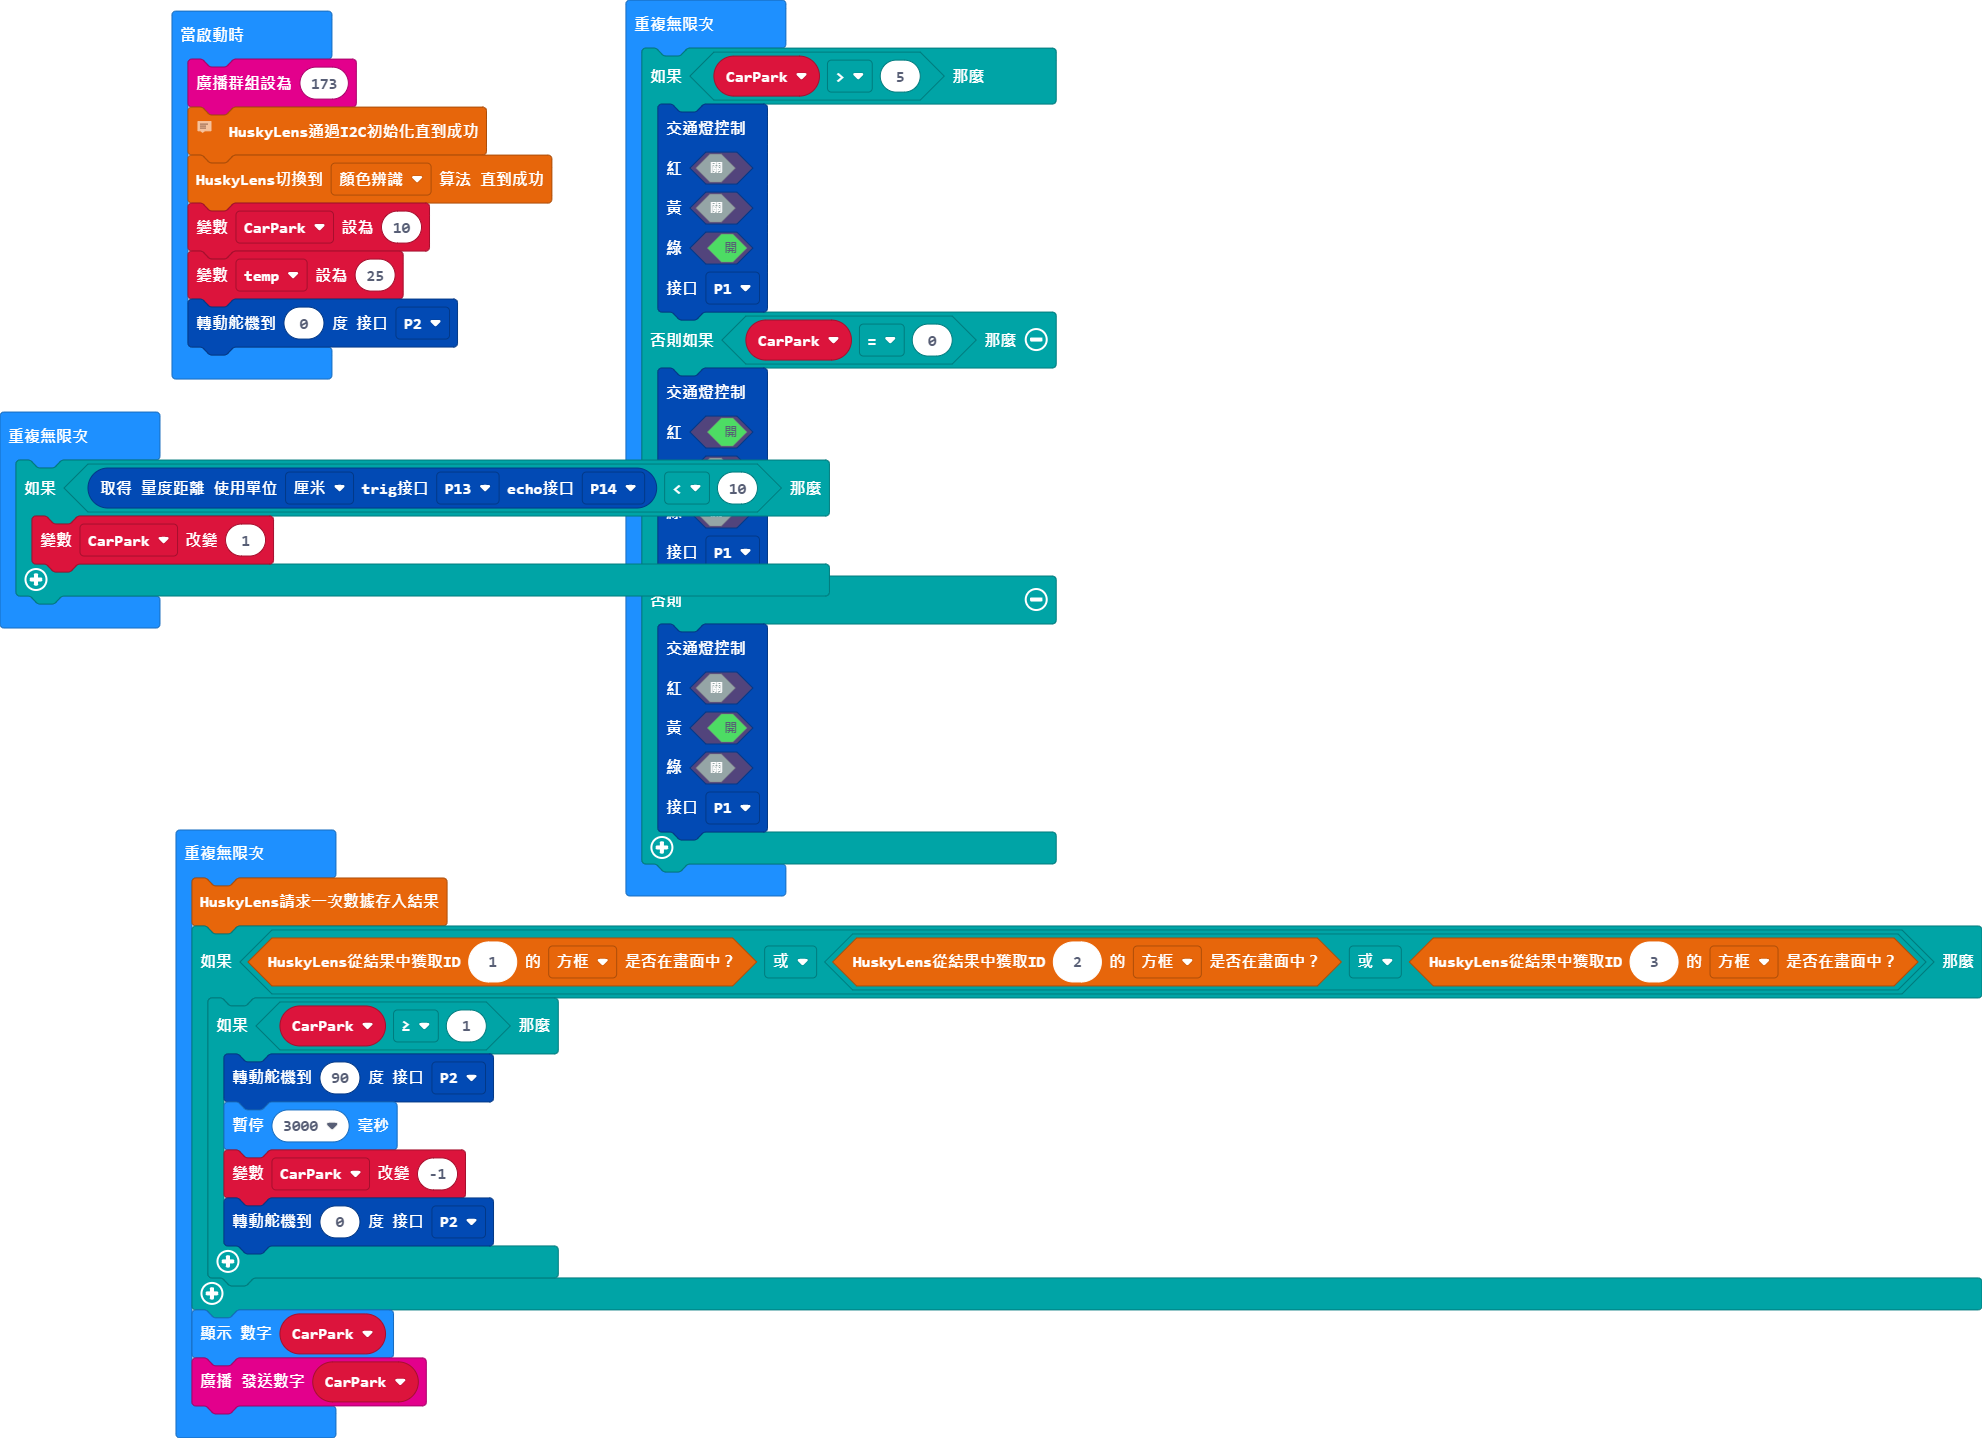 當啟動時
廣播群組設為 173
HuskyLens通過I2C初始化直到成功
HuskyLens切換到 顏色辨識 算法 直到成功
變數 CarPark 設為 10
變數 temp 設為 25
轉動舵機到 0 度 接口 P2
重複無限次
如果 CarPark > 5 那麼
交通燈控制
紅 關
黃 關
綠 開
接口 P1
否則如果 CarPark = 0 那麼
交通燈控制
紅 開
接口 P1
否則
交通燈控制
紅 關
黃 開
綠 關
接口 P1
重複無限次
如果 取得 量度距離 使用單位 厘米 trig接口 P13 echo接口 P14 < 10 那麼
變數 CarPark 改變 1
重複無限次
HuskyLens請求一次數據存入結果
如果 HuskyLens從結果中獲取ID 1 的 方框 是否在畫面中? 或 HuskyLens從結果中獲取ID 2 的 方框 是否在畫面中? 或 HuskyLens從結果中獲取ID 3 的 方框 是否在畫面中? 那麼
如果 CarPark ≥ 1 那麼
轉動舵機到 90 度 接口 P2
暫停 3000 毫秒
變數 CarPark 改變 -1
轉動舵機到 0 度 接口 P2
顯示 數字 CarPark
廣播 發送數字 CarPark